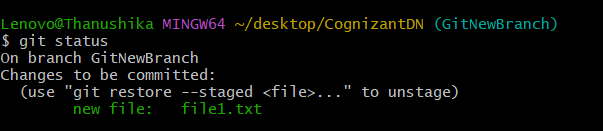 Lenovo@Thanushika MINGW64 ~/desktop/CognizantDN (GitNewBranch)
$ git status
On branch GitNewBranch
Changes to be committed:
  (use "git restore --staged <file>..." to unstage)
        new file:   file1.txt